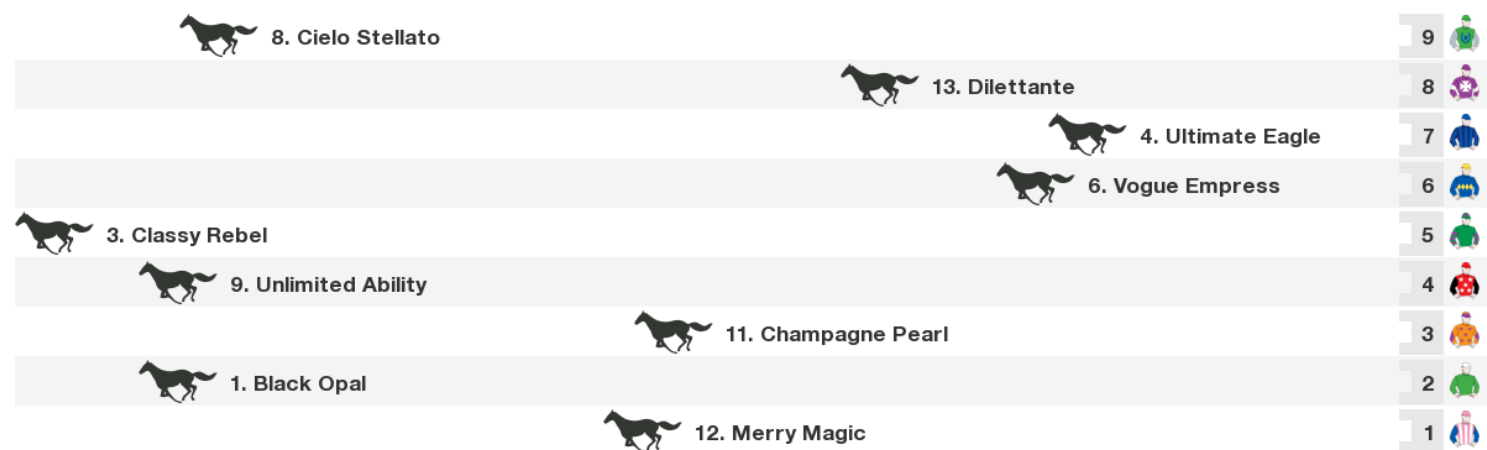 8. Cielo Stellato 9
13. Dilettante 8
4. Ultimate Eagle 7
6. Vogue Empress 6
3. Classy Rebel 5
9. Unlimited Ability 4
11. Champagne Pearl 3
1. Black Opal 2
12. Merry Magic 1